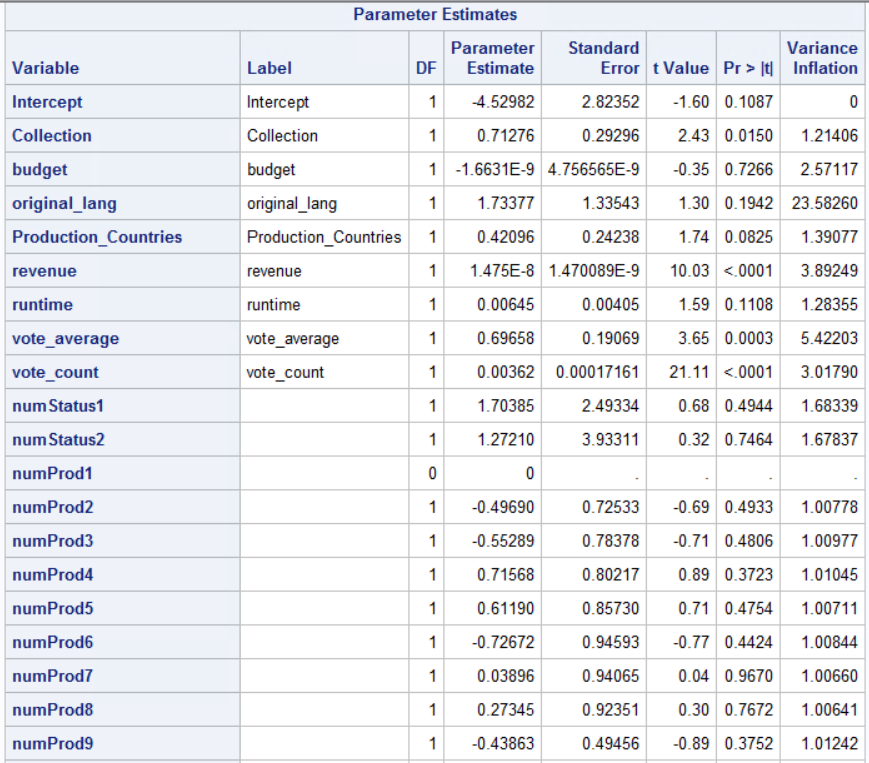 Parameter Estimates
Variable Label DF Parameter Estimate Standard Error t Value Pr > |t| Variance Inflation
Intercept Intercept 1 -4.52982 2.82352 -1.60 0.1087 0
Collection Collection 1 0.71276 0.29296 2.43 0.0150 1.21406
budget budget 1 -1.6631E-9 4.756565E-9 -0.35 0.7266 2.57117
original_lang original_lang 1 1.73377 1.33543 1.30 0.1942 23.58260
Production_Countries Production_Countries 1 0.42096 0.24238 1.74 0.0825 1.39077
revenue revenue 1 1.475E-8 1.470089E-9 10.03 <.0001 3.89249
runtime runtime 1 0.00645 0.00405 1.59 0.1108 1.28355
vote_average vote_average 1 0.69658 0.19069 3.65 0.0003 5.42203
vote_count vote_count 1 0.00362 0.00017161 21.11 <.0001 3.01790
numStatus1 1 1.70385 2.49334 0.68 0.4944 1.68339
numStatus2 1 1.27210 3.93311 0.32 0.7464 1.67837
numProd1 0 0 . . . .
numProd2 1 -0.49690 0.72533 -0.69 0.4933 1.00778
numProd3 1 -0.55289 0.78378 -0.71 0.4806 1.00977
numProd4 1 0.71568 0.80217 0.89 0.3723 1.01045
numProd5 1 0.61190 0.85730 0.71 0.4754 1.00711
numProd6 1 -0.72672 0.94593 -0.77 0.4424 1.00844
numProd7 1 0.03896 0.94065 0.04 0.9670 1.00660
numProd8 1 0.27345 0.92351 0.30 0.7672 1.00641
numProd9 1 -0.43863 0.49456 -0.89 0.3752 1.01242